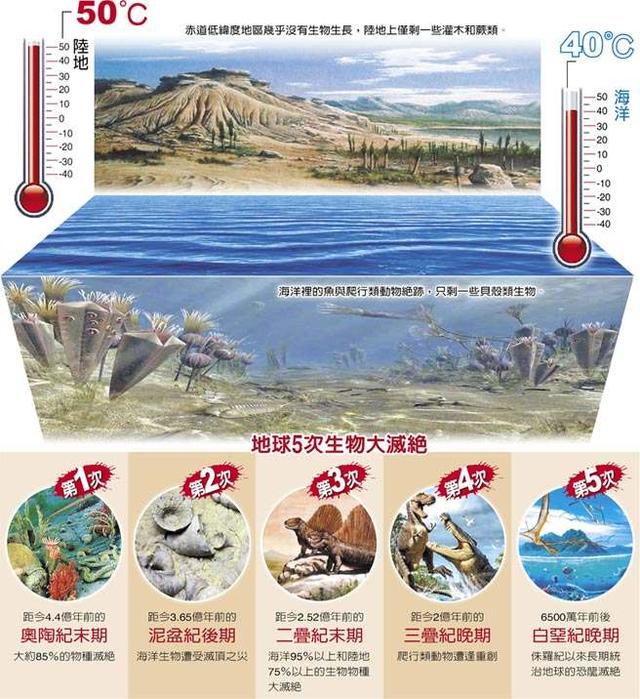 50℃
陸地
50
40
30
20
10
0
-10
-20
-30
-40
赤道低緯度地區幾乎沒有生物生長，陸地上僅剩一些灌木和蕨類。
40℃
海洋
50
40
30
20
10
0
-10
-20
-30
-40
海洋裡的魚與爬行類動物絕跡，只剩一些貝殼類生物。
地球5次生物大滅絕
第1次
距今4.4億年前的
奧陶紀末期
大約85%的物種滅絕
第2次
距今3.65億年前的
泥盆紀後期
海洋生物遭受滅頂之災
第3次
距今2.52億年前的
二疊紀末期
海洋95%以上和陸地
75%以上的生物物種
大滅絕
第4次
距今2億年前的
三疊紀晚期
爬行類動物遭逢重創
第5次
6500萬年前後
白堊紀晚期
侏羅紀以來長期統
治地球的恐龍滅絕